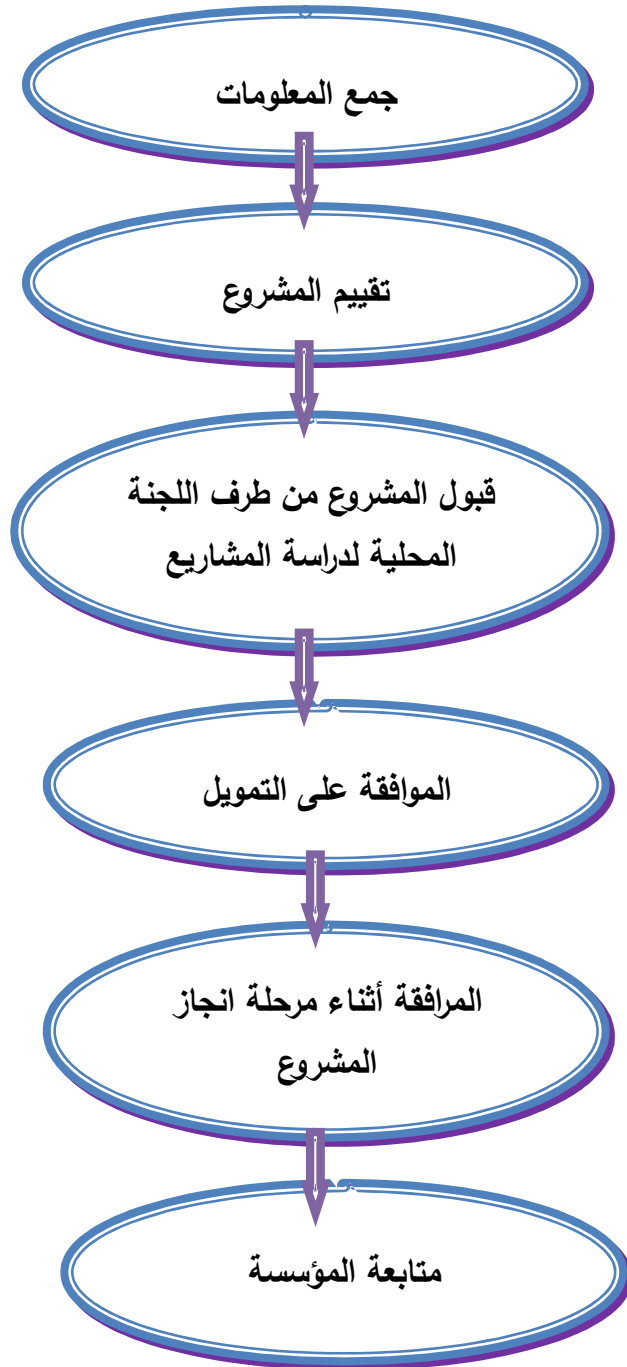 جمع المعلومات
تقييم المشروع
قبول المشروع من طرف اللجنة
المحلية لدراسة المشاريع
الموافقة على التمويل
المرافقة أثناء مرحلة انجاز
المشروع
متابعة المؤسسة